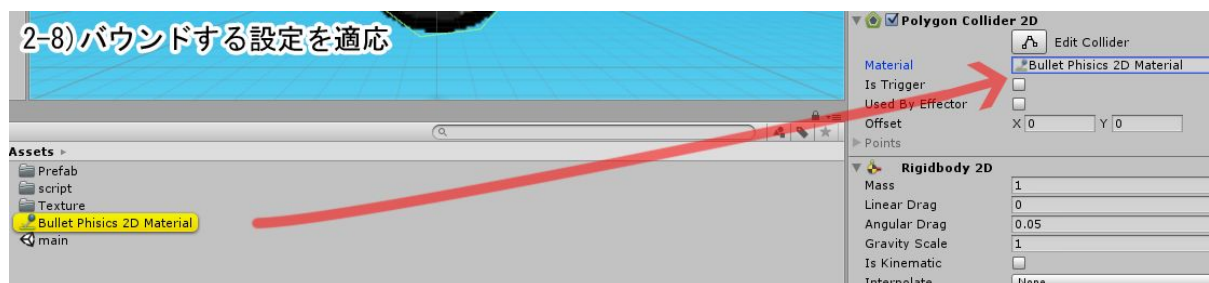 2-8)バウンドする設定を適応
Assets
Prefab
script
Texture
Bullet Phisics 2D Material
main
Polygon Collider 2D
Edit Collider
Material Bullet Phisics 2D Material
Is Trigger
Used By Effector
Offset X 0 Y 0
Points
Rigidbody 2D
Mass 1
Linear Drag 0
Angular Drag 0.05
Gravity Scale 1
Is Kinematic
Interpolate None